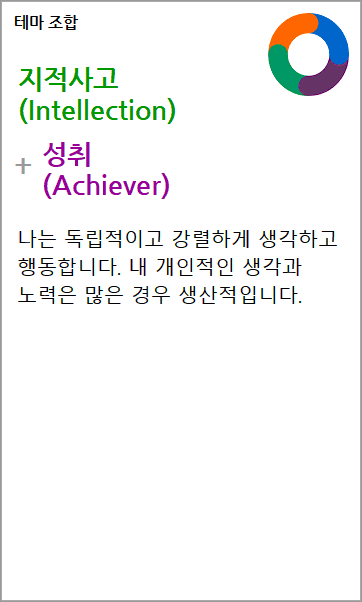 테마 조합
지적사고
(Intellection)
+ 성취
(Achiever)
나는 독립적이고 강렬하게 생각하고
행동합니다. 내 개인적인 생각과
노력은 많은 경우 생산적입니다.